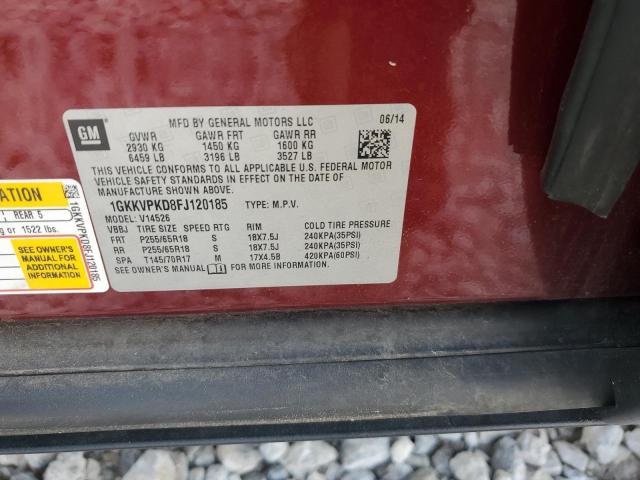 GM
MFD BY GENERAL MOTORS LLC
06/14
GVWR GAWR FRT GAWR RR
2930 KG 1450 KG 1600 KG
6459 LB 3196 LB 3527 LB
THIS VEHICLE CONFORMS TO ALL APPLICABLE U.S. FEDERAL MOTOR
VEHICLE SAFETY STANDARDS IN EFFECT ON THE DATE OF
MANUFACTURE SHOWN ABOVE.
1GKKVPKD8FJ120185 TYPE: M.P.V.
MODEL: V14526
VBBJ TIRE SIZE SPEED RTG RIM COLD TIRE PRESSURE
FRT P255/65R18 S 18X7.5J 240KPA(35PSI)
RR P255/65R18 S 18X7.5J 240KPA(35PSI)
SPA T145/70R17 M 17X4.5B 420KPA(60PSI)
SEE OWNER'S MANUAL FOR MORE INFORMATION.
ATION
REAR 5
g or 1522 lbs.
SEE OWNER'S
MANUAL FOR
ADDITIONAL
INFORMATION
1GKKVPKD8FJ120185